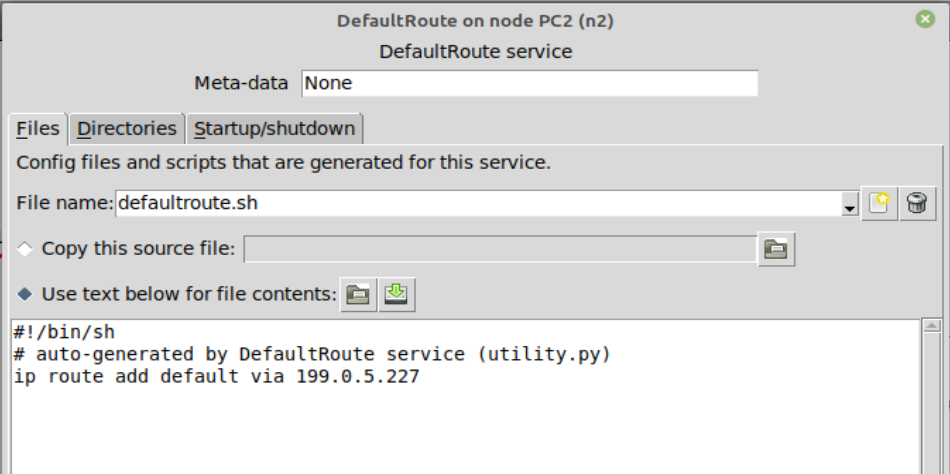 DefaultRoute on node PC2 (n2)
DefaultRoute service
Meta-data None
Files Directories Startup/shutdown
Config files and scripts that are generated for this service.
File name: defaultroute.sh
Copy this source file:
Use text below for file contents:
#!/bin/sh
# auto-generated by DefaultRoute service (utility.py)
ip route add default via 199.0.5.227